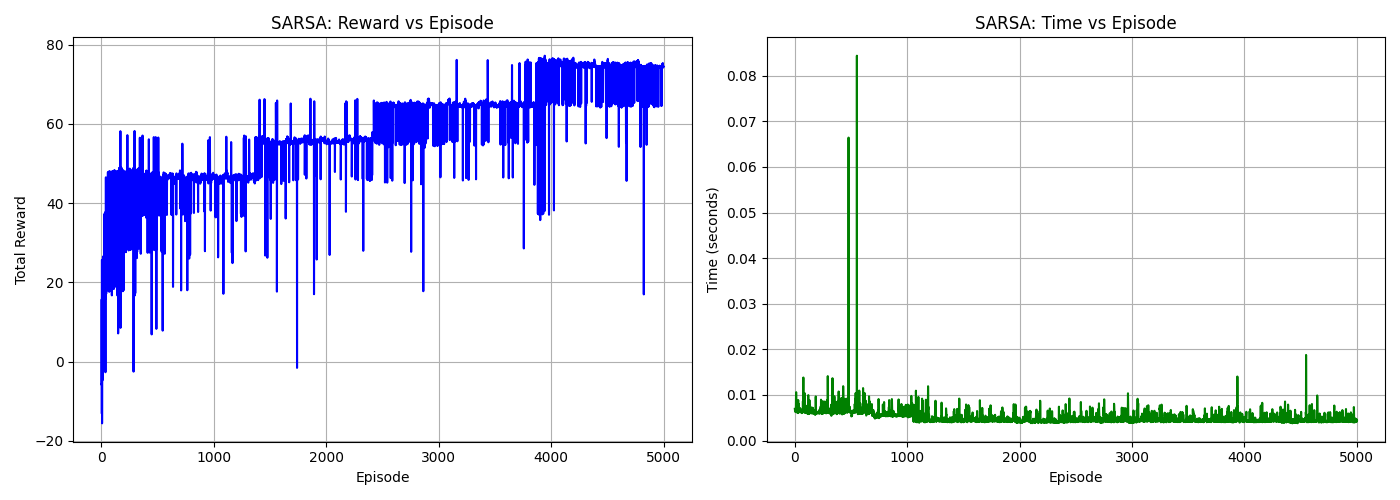 SARSA: Reward vs Episode
80
60
40
20
0
−20
Total Reward
0 1000 2000 3000 4000 5000
Episode
SARSA: Time vs Episode
0.08
0.07
0.06
0.05
0.04
0.03
0.02
0.01
0.00
Time (seconds)
0 1000 2000 3000 4000 5000
Episode